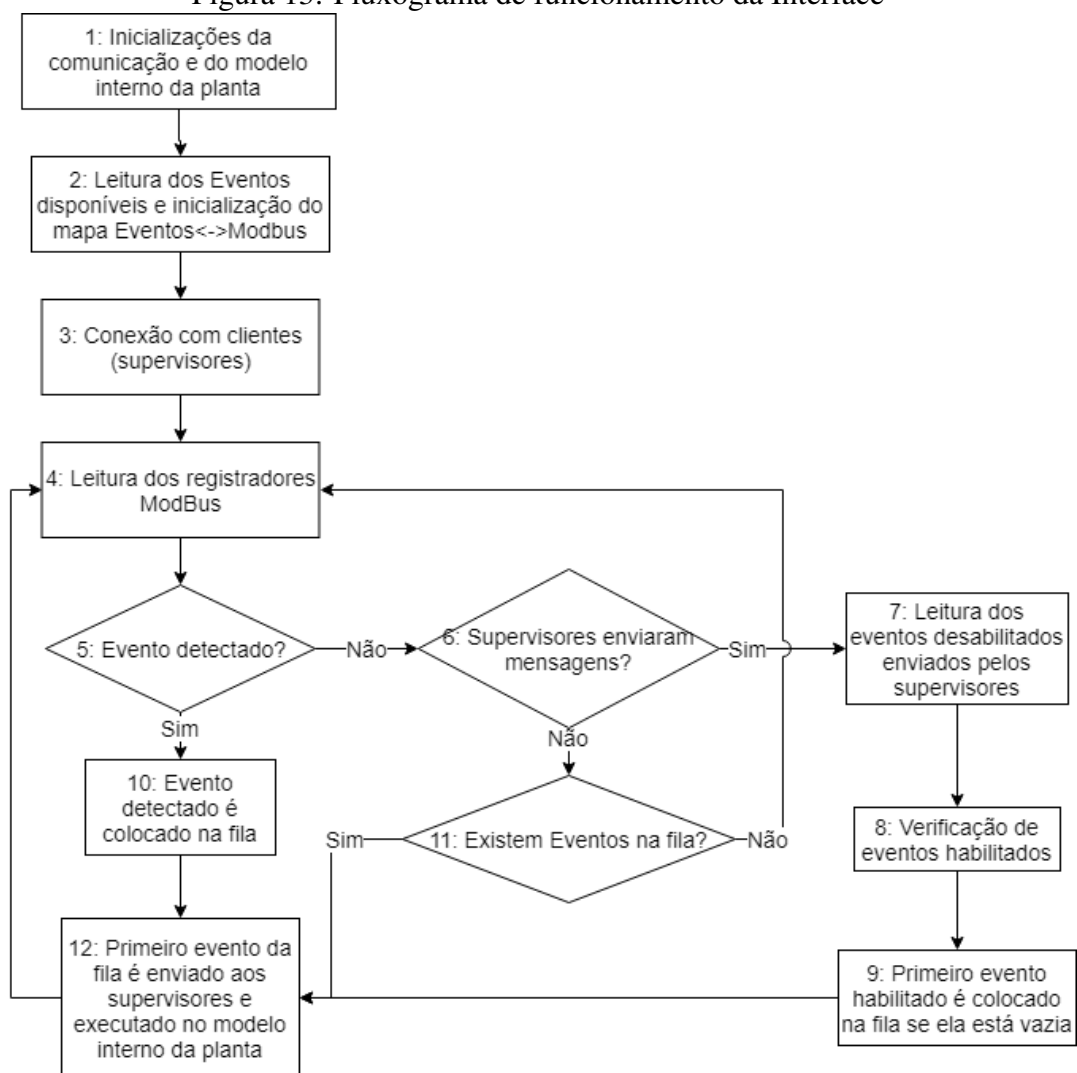 Figura 13: Fluxograma de funcionamento da Interface
1: Inicializações da
comunicação e do modelo
interno da planta
2: Leitura dos Eventos
disponíveis e inicialização do
mapa Eventos<->Modbus
3: Conexão com clientes
(supervisores)
4: Leitura dos registradores
ModBus
5: Evento detectado?
Não
6: Supervisores enviaram
mensagens?
Sim
7: Leitura dos
eventos desabilitados
enviados pelos
supervisores
Sim
Não
10: Evento
detectado é
colocado na fila
Sim
11: Existem Eventos na fila?
Não
8: Verificação de
eventos habilitados
12: Primeiro evento da
fila é enviado aos
supervisores e
executado no modelo
interno da planta
9: Primeiro evento
habilitado é colocado
na fila se ela está vazia